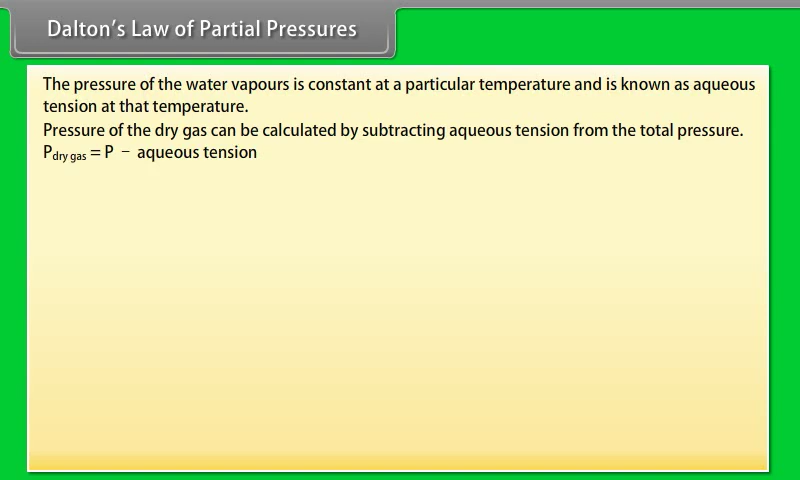 Dalton's Law of Partial Pressures
The pressure of the water vapours is constant at a particular temperature and is known as aqueous
tension at that temperature.
Pressure of the dry gas can be calculated by subtracting aqueous tension from the total pressure.
Pdry gas = P − aqueous tension